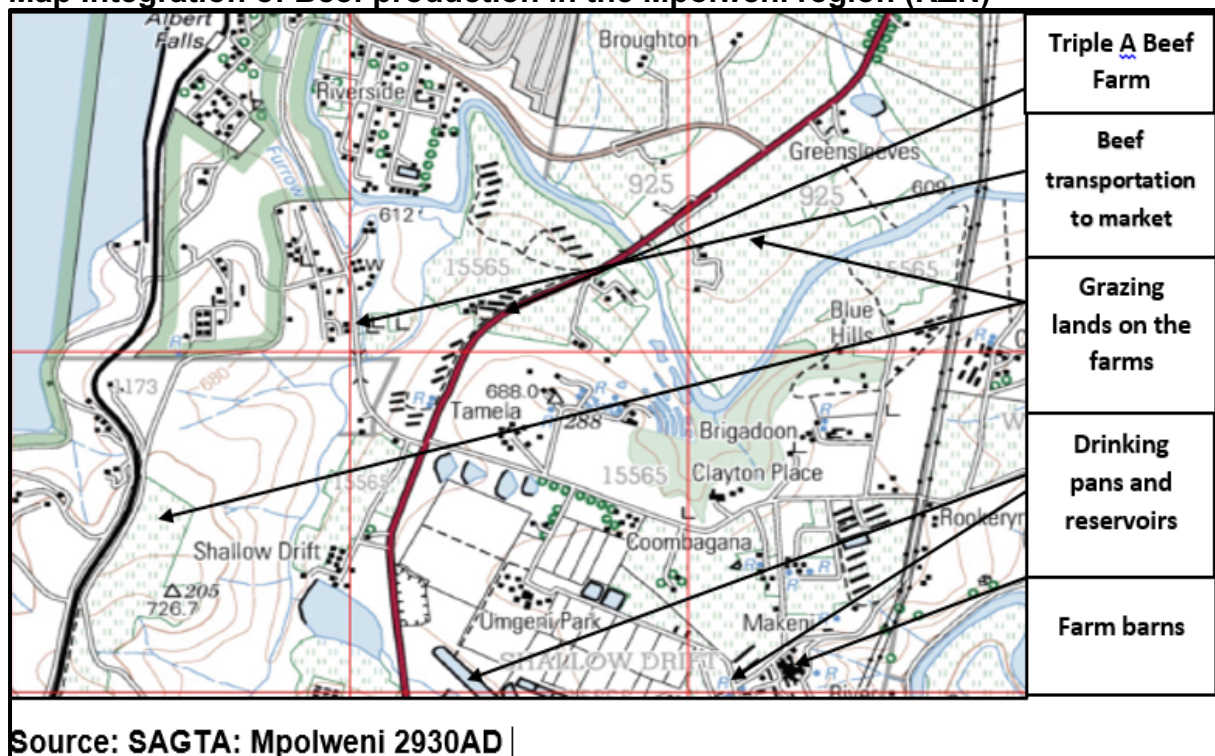 Map integration of Beef production in the Mpolweni region (KZN)
Albert
Falls
Broughton
Riverside
Furrow
Greensleeves
925
925
609
612
W
15565
15565
Blue
Hills
R
1173
680
688.0
R
R
Tamela
288
R
Brigadoon
15565
Clayton Place
15565
Rookery
Coombagana
Shallow Drift
R
R
R
205
726.7
Umgeni Park
Makeni
SHALLOW DRIFT
R
River
Triple A Beef
Farm
Beef
transportation
to market
Grazing
lands on the
farms
Drinking
pans and
reservoirs
Farm barns
Source: SAGTA: Mpolweni 2930AD